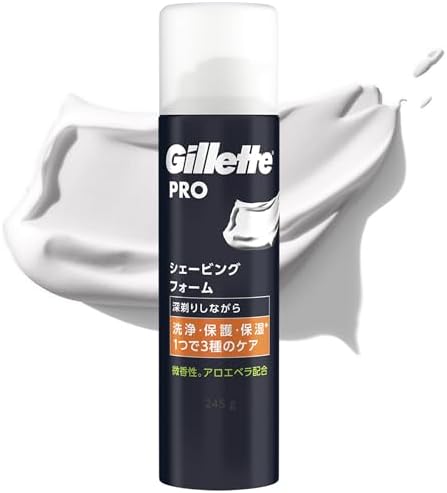 Gillette
PRO
シェービング
フォーム
深剃りしながら
洗浄・保護・保湿*
1つで3種のケア
微香性。アロエベラ配合
245 g